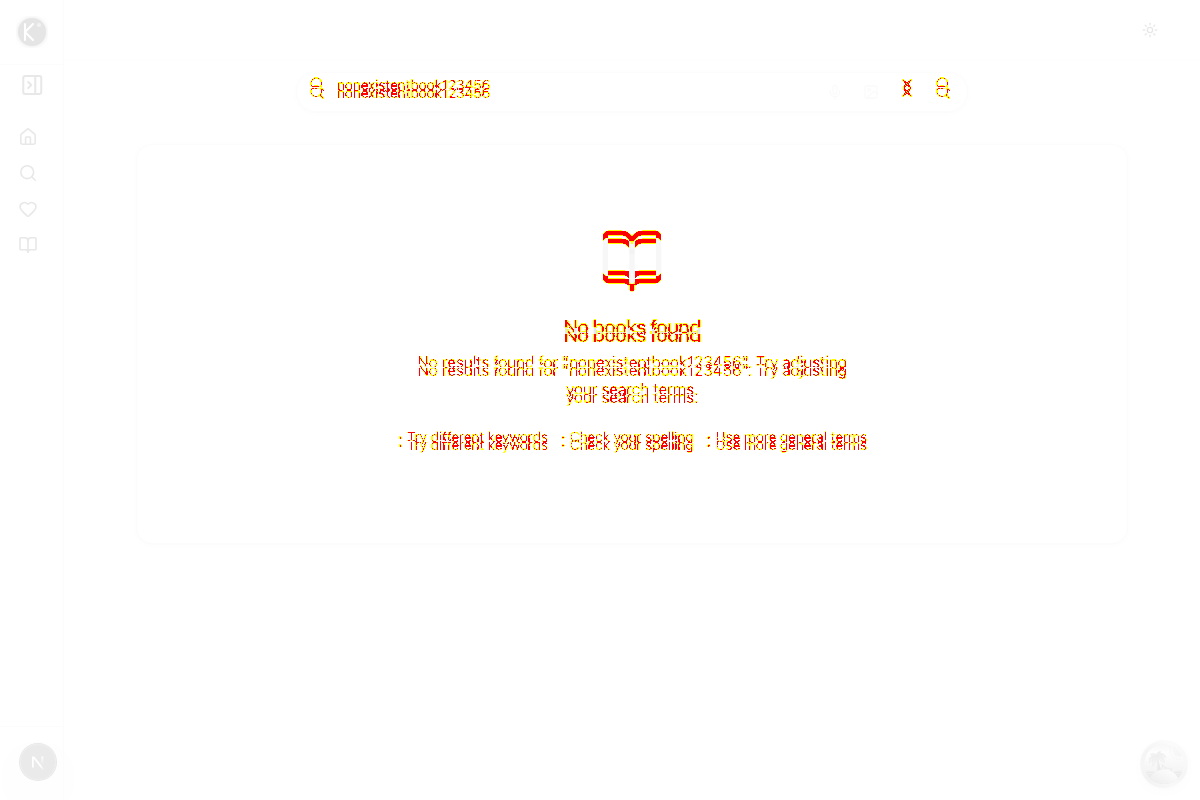 K
nonexistentbook123456
No books found
No results found for "nonexistentbook123456". Try adjusting
your search terms.
• Try different keywords • Check your spelling • Use more general terms
N